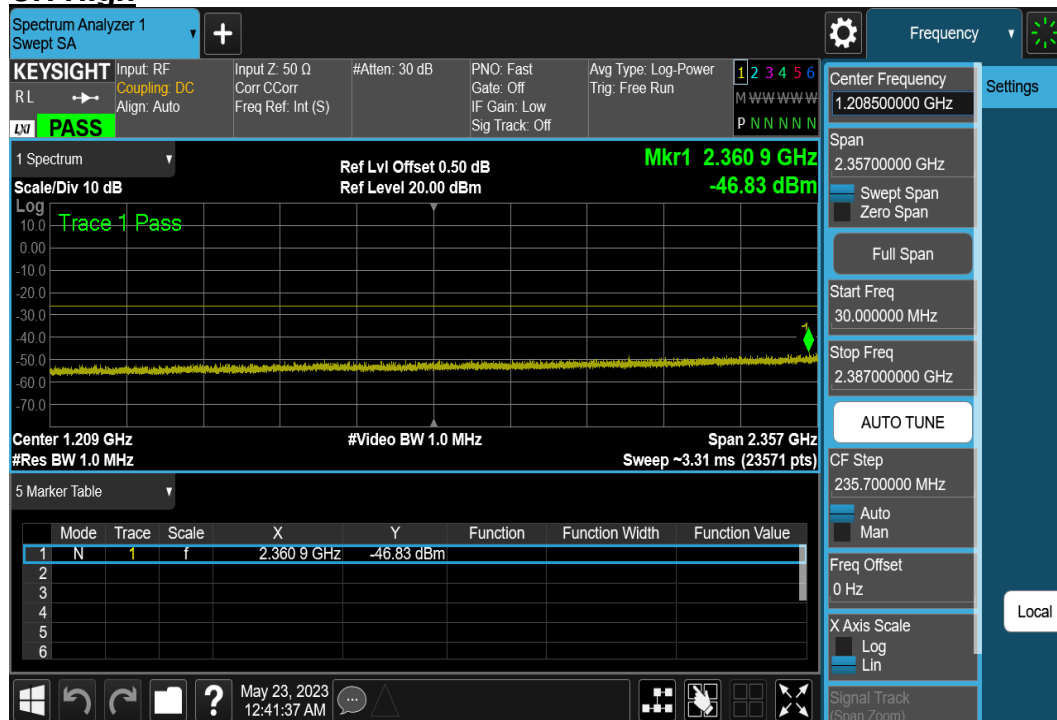 Spectrum Analyzer 1
Swept SA
Frequency
KEYSIGHT
RL
LXI PASS
Input: RF
Coupling: DC
Align: Auto
Input Z: 50 Ω
Corr CCorr
Freq Ref: Int (S)
#Atten: 30 dB
PNO: Fast
Gate: Off
IF Gain: Low
Sig Track: Off
Avg Type: Log-Power
Trig: Free Run
1 2 3 4 5 6
M W W W W W
P N N N N N
1 Spectrum
Scale/Div 10 dB
Ref Lvl Offset 0.50 dB
Ref Level 20.00 dBm
Mkr1 2.360 9 GHz
-46.83 dBm
Log
Trace 1 Pass
10.0
0.00
-10.0
-20.0
-30.0
-40.0
-50.0
-60.0
-70.0
1
Center 1.209 GHz
#Video BW 1.0 MHz
Span 2.357 GHz
#Res BW 1.0 MHz
Sweep ~3.31 ms (23571 pts)
5 Marker Table
Mode Trace Scale X Y Function Function Width Function Value
1 N 1 f 2.360 9 GHz -46.83 dBm
2
3
4
5
6
May 23, 2023
12:41:37 AM
Center Frequency
1.208500000 GHz
Span
2.35700000 GHz
Swept Span
Zero Span
Full Span
Start Freq
30.000000 MHz
Stop Freq
2.387000000 GHz
AUTO TUNE
CF Step
235.700000 MHz
Auto
Man
Freq Offset
0 Hz
X Axis Scale
Log
Lin
Signal Track
(Span Zoom)
Settings
Local